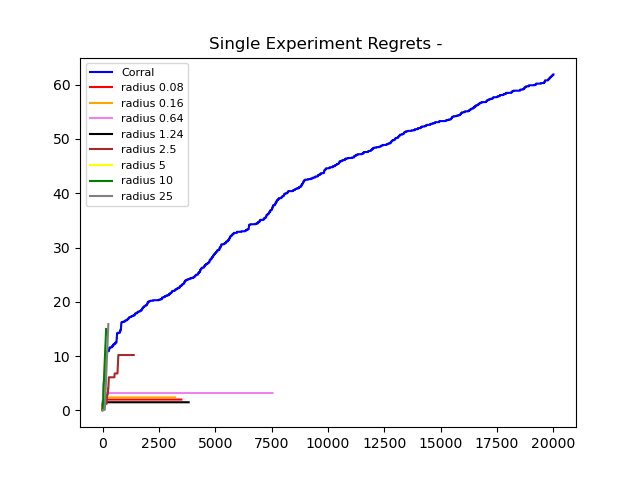 Single Experiment Regrets -
Corral
radius 0.08
radius 0.16
radius 0.64
radius 1.24
radius 2.5
radius 5
radius 10
radius 25
60
50
40
30
20
10
0
0 2500 5000 7500 10000 12500 15000 17500 20000